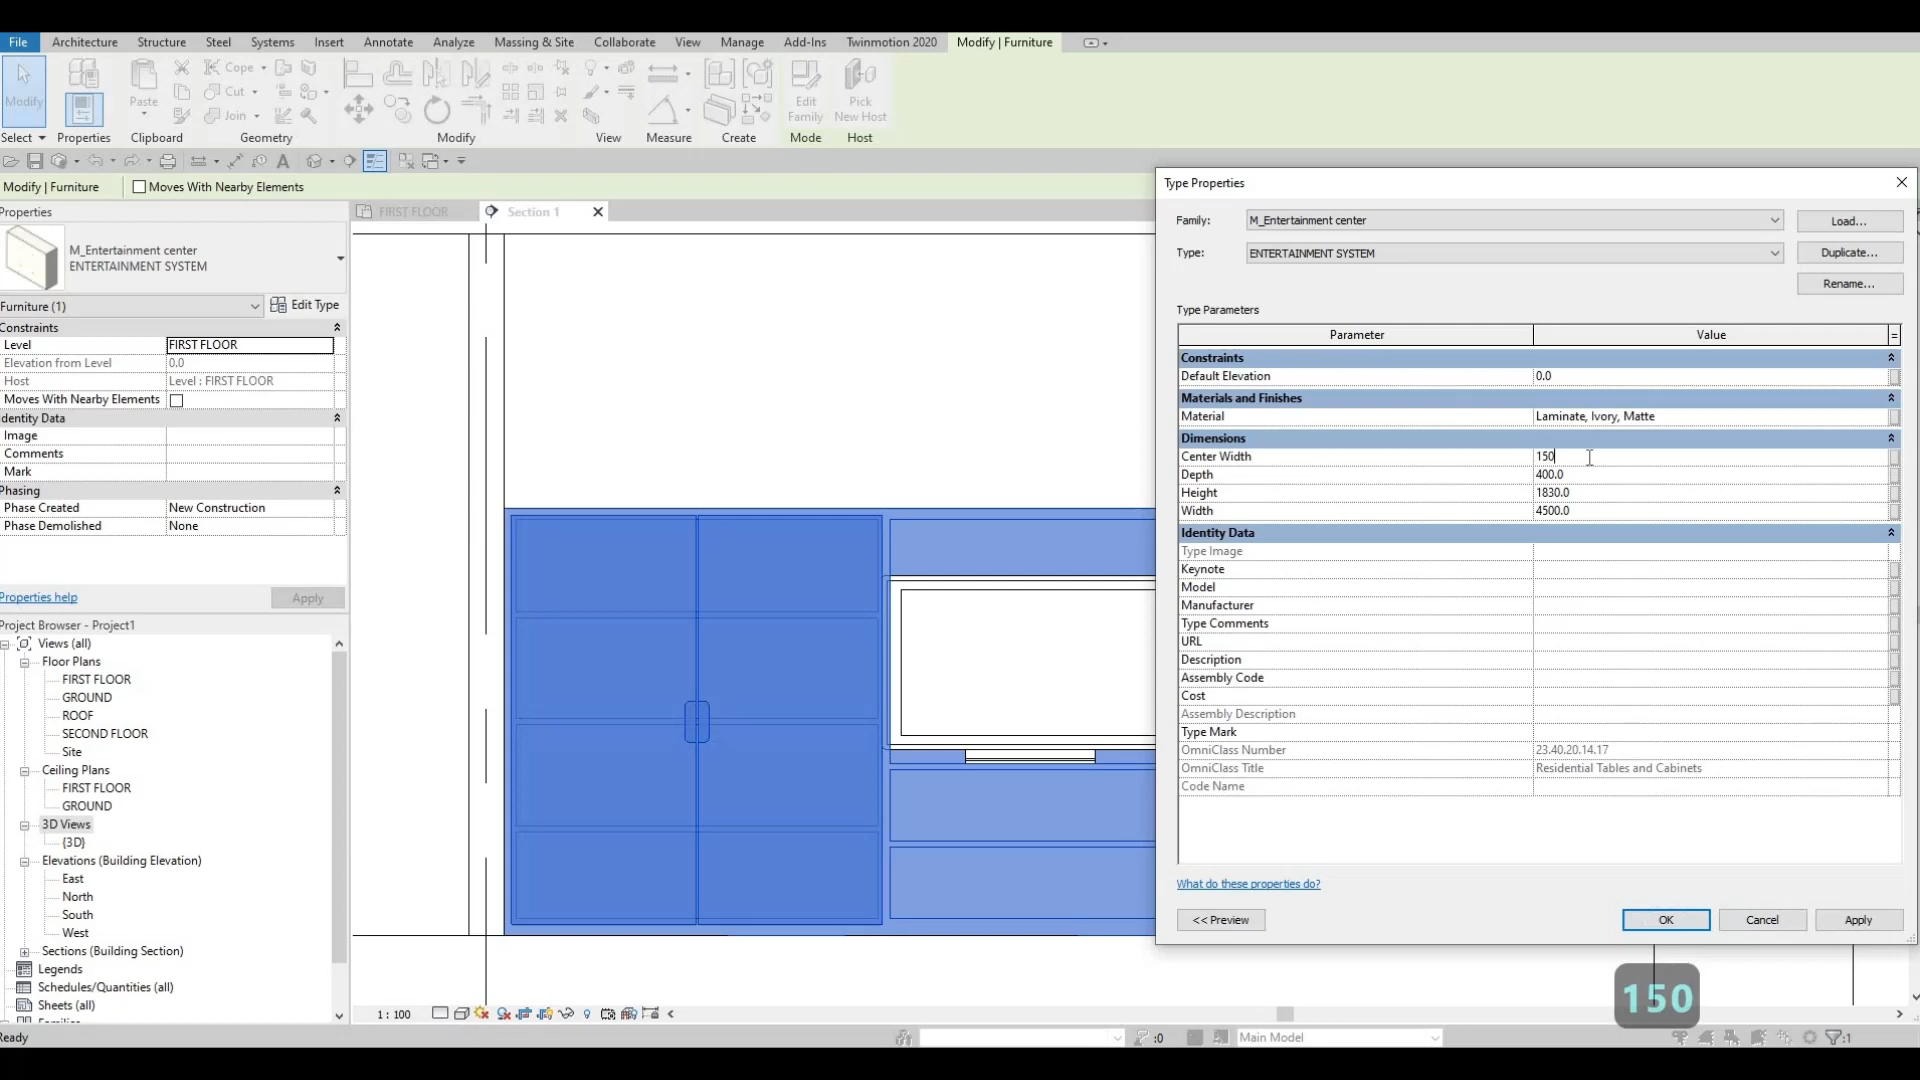 File Architecture Structure Steel Systems Insert Annotate Analyze Massing & Site Collaborate View Manage Add-Ins Twinmotion 2020 Modify | Furniture
Modify
Paste
Cope
Cut
Join
Edit Family
Pick New Host
Select Properties Clipboard Geometry Modify View Measure Create Mode Host
Modify | Furniture Moves With Nearby Elements
Properties
M_Entertainment center
ENTERTAINMENT SYSTEM
Furniture (1) Edit Type
Constraints
Level FIRST FLOOR
Elevation from Level 0.0
Host Level : FIRST FLOOR
Moves With Nearby Elements
Identity Data
Image
Comments
Mark
Phasing
Phase Created New Construction
Phase Demolished None
Properties help Apply
Project Browser - Project1
Views (all)
Floor Plans
FIRST FLOOR
GROUND
ROOF
SECOND FLOOR
Site
Ceiling Plans
FIRST FLOOR
GROUND
3D Views
{3D}
Elevations (Building Elevation)
East
North
South
West
Sections (Building Section)
Legends
Schedules/Quantities (all)
Sheets (all)
FIRST FLOOR Section 1
Type Properties
Family: M_Entertainment center Load...
Type: ENTERTAINMENT SYSTEM Duplicate...
Rename...
Type Parameters
Parameter Value =
Constraints
Default Elevation 0.0
Materials and Finishes
Material Laminate, Ivory, Matte
Dimensions
Center Width 150
Depth 400.0
Height 1830.0
Width 4500.0
Identity Data
Type Image
Keynote
Model
Manufacturer
Type Comments
URL
Description
Assembly Code
Cost
Assembly Description
Type Mark
OmniClass Number 23.40.20.14.17
OmniClass Title Residential Tables and Cabinets
Code Name
What do these properties do?
<< Preview OK Cancel Apply
150
1 : 100
Ready :0 Main Model :1